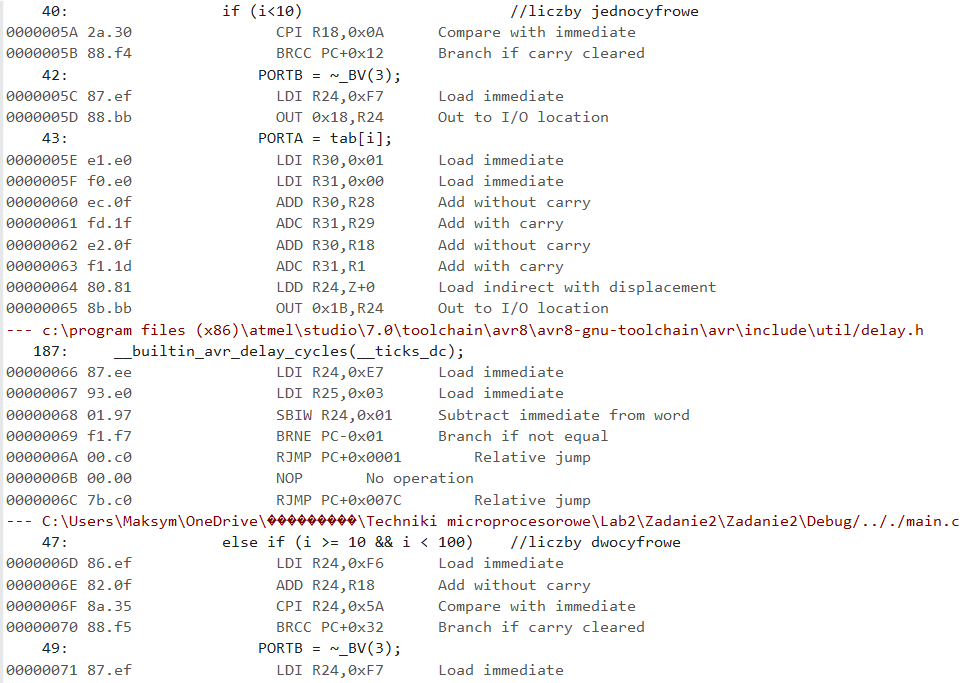 40: if (i<10) //liczby jednocyfrowe
0000005A 2a.30 CPI R18,0x0A Compare with immediate
0000005B 88.f4 BRCC PC+0x12 Branch if carry cleared
42: PORTB = ~_BV(3);
0000005C 87.ef LDI R24,0xF7 Load immediate
0000005D 88.bb OUT 0x18,R24 Out to I/O location
43: PORTA = tab[i];
0000005E e1.e0 LDI R30,0x01 Load immediate
0000005F f0.e0 LDI R31,0x00 Load immediate
00000060 ec.0f ADD R30,R28 Add without carry
00000061 fd.1f ADC R31,R29 Add with carry
00000062 e2.0f ADD R30,R18 Add without carry
00000063 f1.1d ADC R31,R1 Add with carry
00000064 80.81 LDD R24,Z+0 Load indirect with displacement
00000065 8b.bb OUT 0x1B,R24 Out to I/O location
--- c:\program files (x86)\atmel\studio\7.0\toolchain\avr8\avr8-gnu-toolchain\avr\include\util/delay.h
187: __builtin_avr_delay_cycles(__ticks_dc);
00000066 87.ee LDI R24,0xE7 Load immediate
00000067 93.e0 LDI R25,0x03 Load immediate
00000068 01.97 SBIW R24,0x01 Subtract immediate from word
00000069 f1.f7 BRNE PC-0x01 Branch if not equal
0000006A 00.c0 RJMP PC+0x0001 Relative jump
0000006B 00.00 NOP No operation
0000006C 7b.c0 RJMP PC+0x007C Relative jump
--- C:\Users\Maksym\OneDrive\���������\Techniki microprocesorowe\Lab2\Zadanie2\Zadanie2\Debug/.././main.c
47: else if (i >= 10 && i < 100) //liczby dwocyfrowe
0000006D 86.ef LDI R24,0xF6 Load immediate
0000006E 82.0f ADD R24,R18 Add without carry
0000006F 8a.35 CPI R24,0x5A Compare with immediate
00000070 88.f5 BRCC PC+0x32 Branch if carry cleared
49: PORTB = ~_BV(3);
00000071 87.ef LDI R24,0xF7 Load immediate